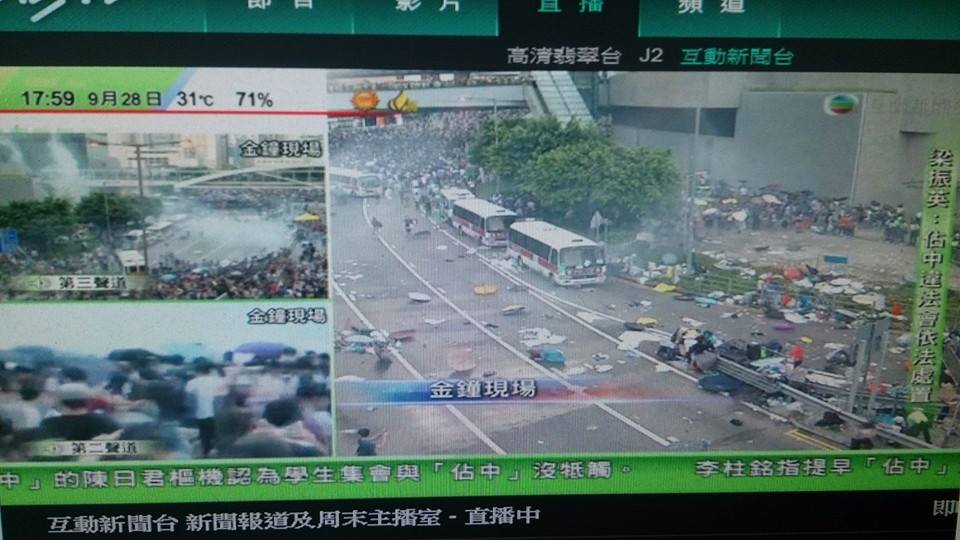 節目
影片
直播
頻道
高清翡翠台 J2 互動新聞台
17:59 9月28日 31℃ 71%
金鐘現場
第三聲道
金鐘現場
第二聲道
金鐘現場
梁振英：佔中違法會依法處置
中」的陳日君樞機認為學生集會與「佔中」沒牴觸。 李柱銘指提早「佔中」
互動新聞台 新聞報道及周末主播室 - 直播中